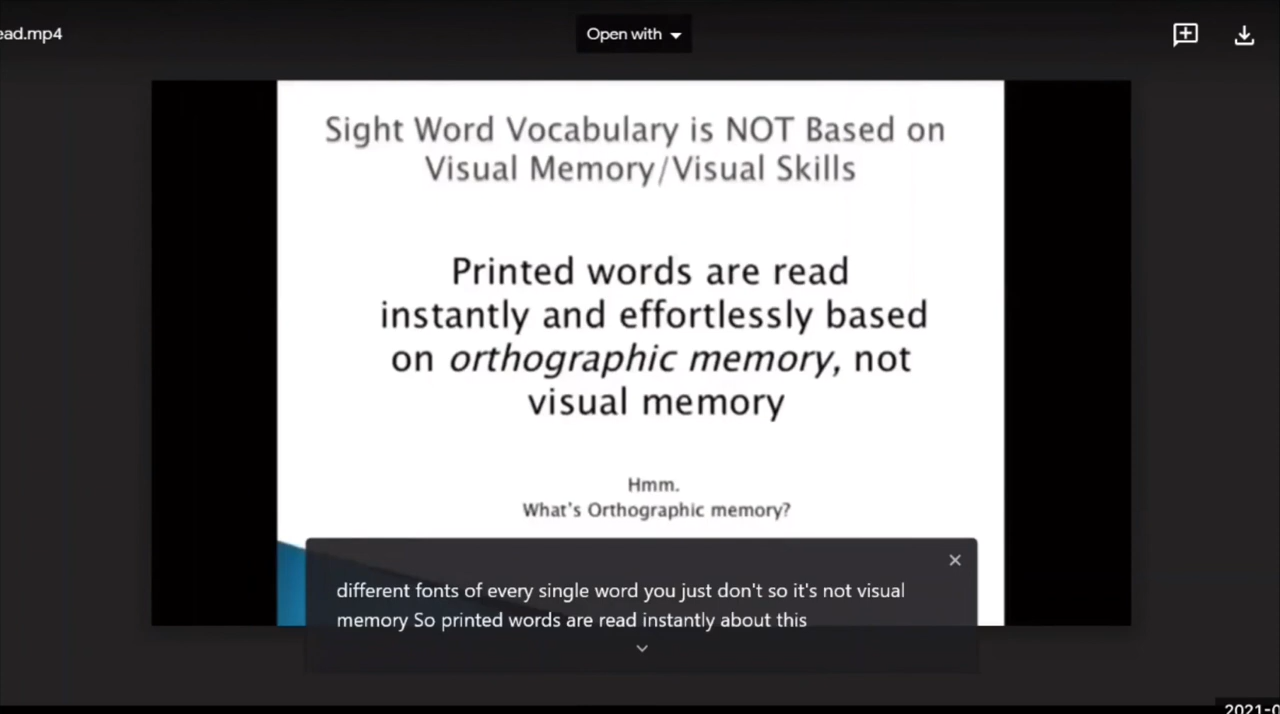 ead.mp4
Open with
Sight Word Vocabulary is NOT Based on
Visual Memory/Visual Skills
Printed words are read
instantly and effortlessly based
on orthographic memory, not
visual memory
Hmm.
What's Orthographic memory?
different fonts of every single word you just don't so it's not visual
memory So printed words are read instantly about this
2021-0